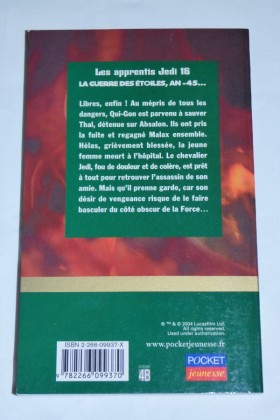 Les apprentis Jedi 16
LA GUERRE DES ÉTOILES, AN -45...
Libres, enfin ! Au mépris de tous les
dangers, Qui-Gon est parvenu à sauver
Thal, détenue sur Absalon. Ils ont pris
la fuite et regagné Malax ensemble.
Hélas, grièvement blessée, la jeune
femme meurt à l'hôpital. Le chevalier
Jedi, fou de douleur et de colère, est
prêt à tout pour retrouver l'assassin de
son amie. Mais qu'il prenne garde, car son
désir de vengeance risque de le faire
basculer du côté obscur de la Force...
ISBN 2-266-09937-X
9 782266 099370
4B
® TM & © 2004 Lucasfilm Ltd.
All rights reserved.
Used under authorization.
www.pocketjeunesse.fr
POCKET
jeunesse